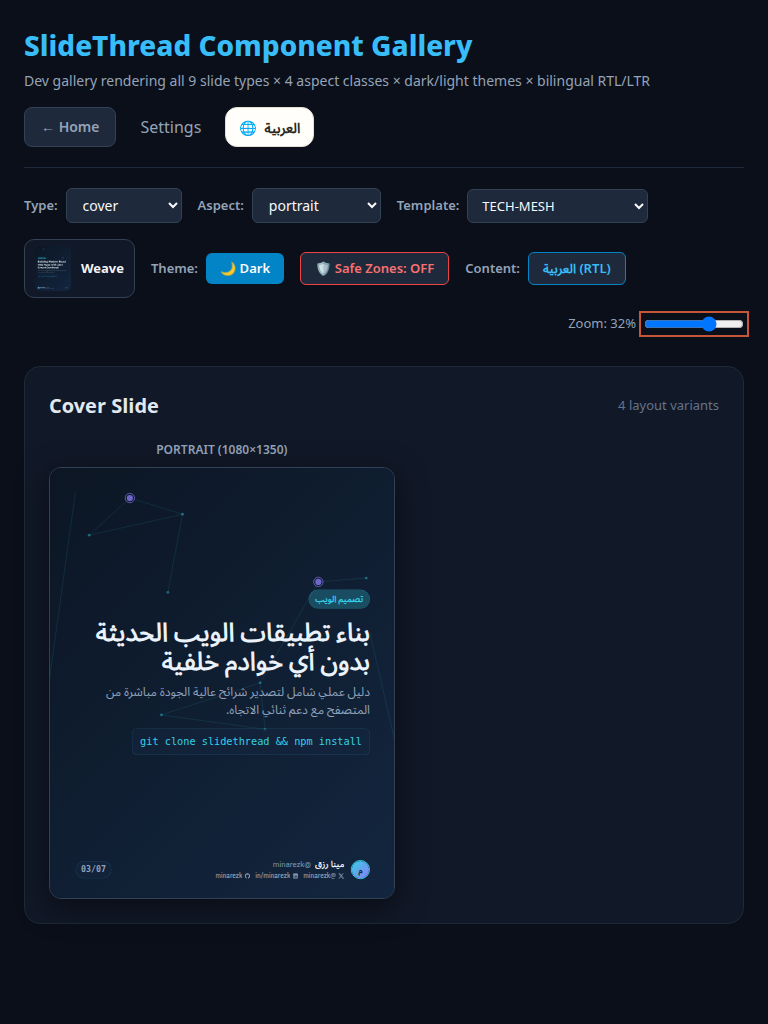 SlideThread Component Gallery
Dev gallery rendering all 9 slide types × 4 aspect classes × dark/light themes × bilingual RTL/LTR
← Home
Settings
🌐 العربية
Type: cover
Aspect: portrait
Template: TECH-MESH
Weave
Theme: 🌙 Dark
🛡️ Safe Zones: OFF
Content: العربية (RTL)
Zoom: 32%
Cover Slide
4 layout variants
PORTRAIT (1080×1350)
تصميم الويب
بناء تطبيقات الويب الحديثة
بدون أي خوادم خلفية
دليل عملي شامل لتصدير شرائح عالية الجودة مباشرة من
المتصفح مع دعم ثنائي الاتجاه.
git clone slidethread && npm install
م
مينا رزق @minarezk
@minarezk in/minarezk minarezk
03/07